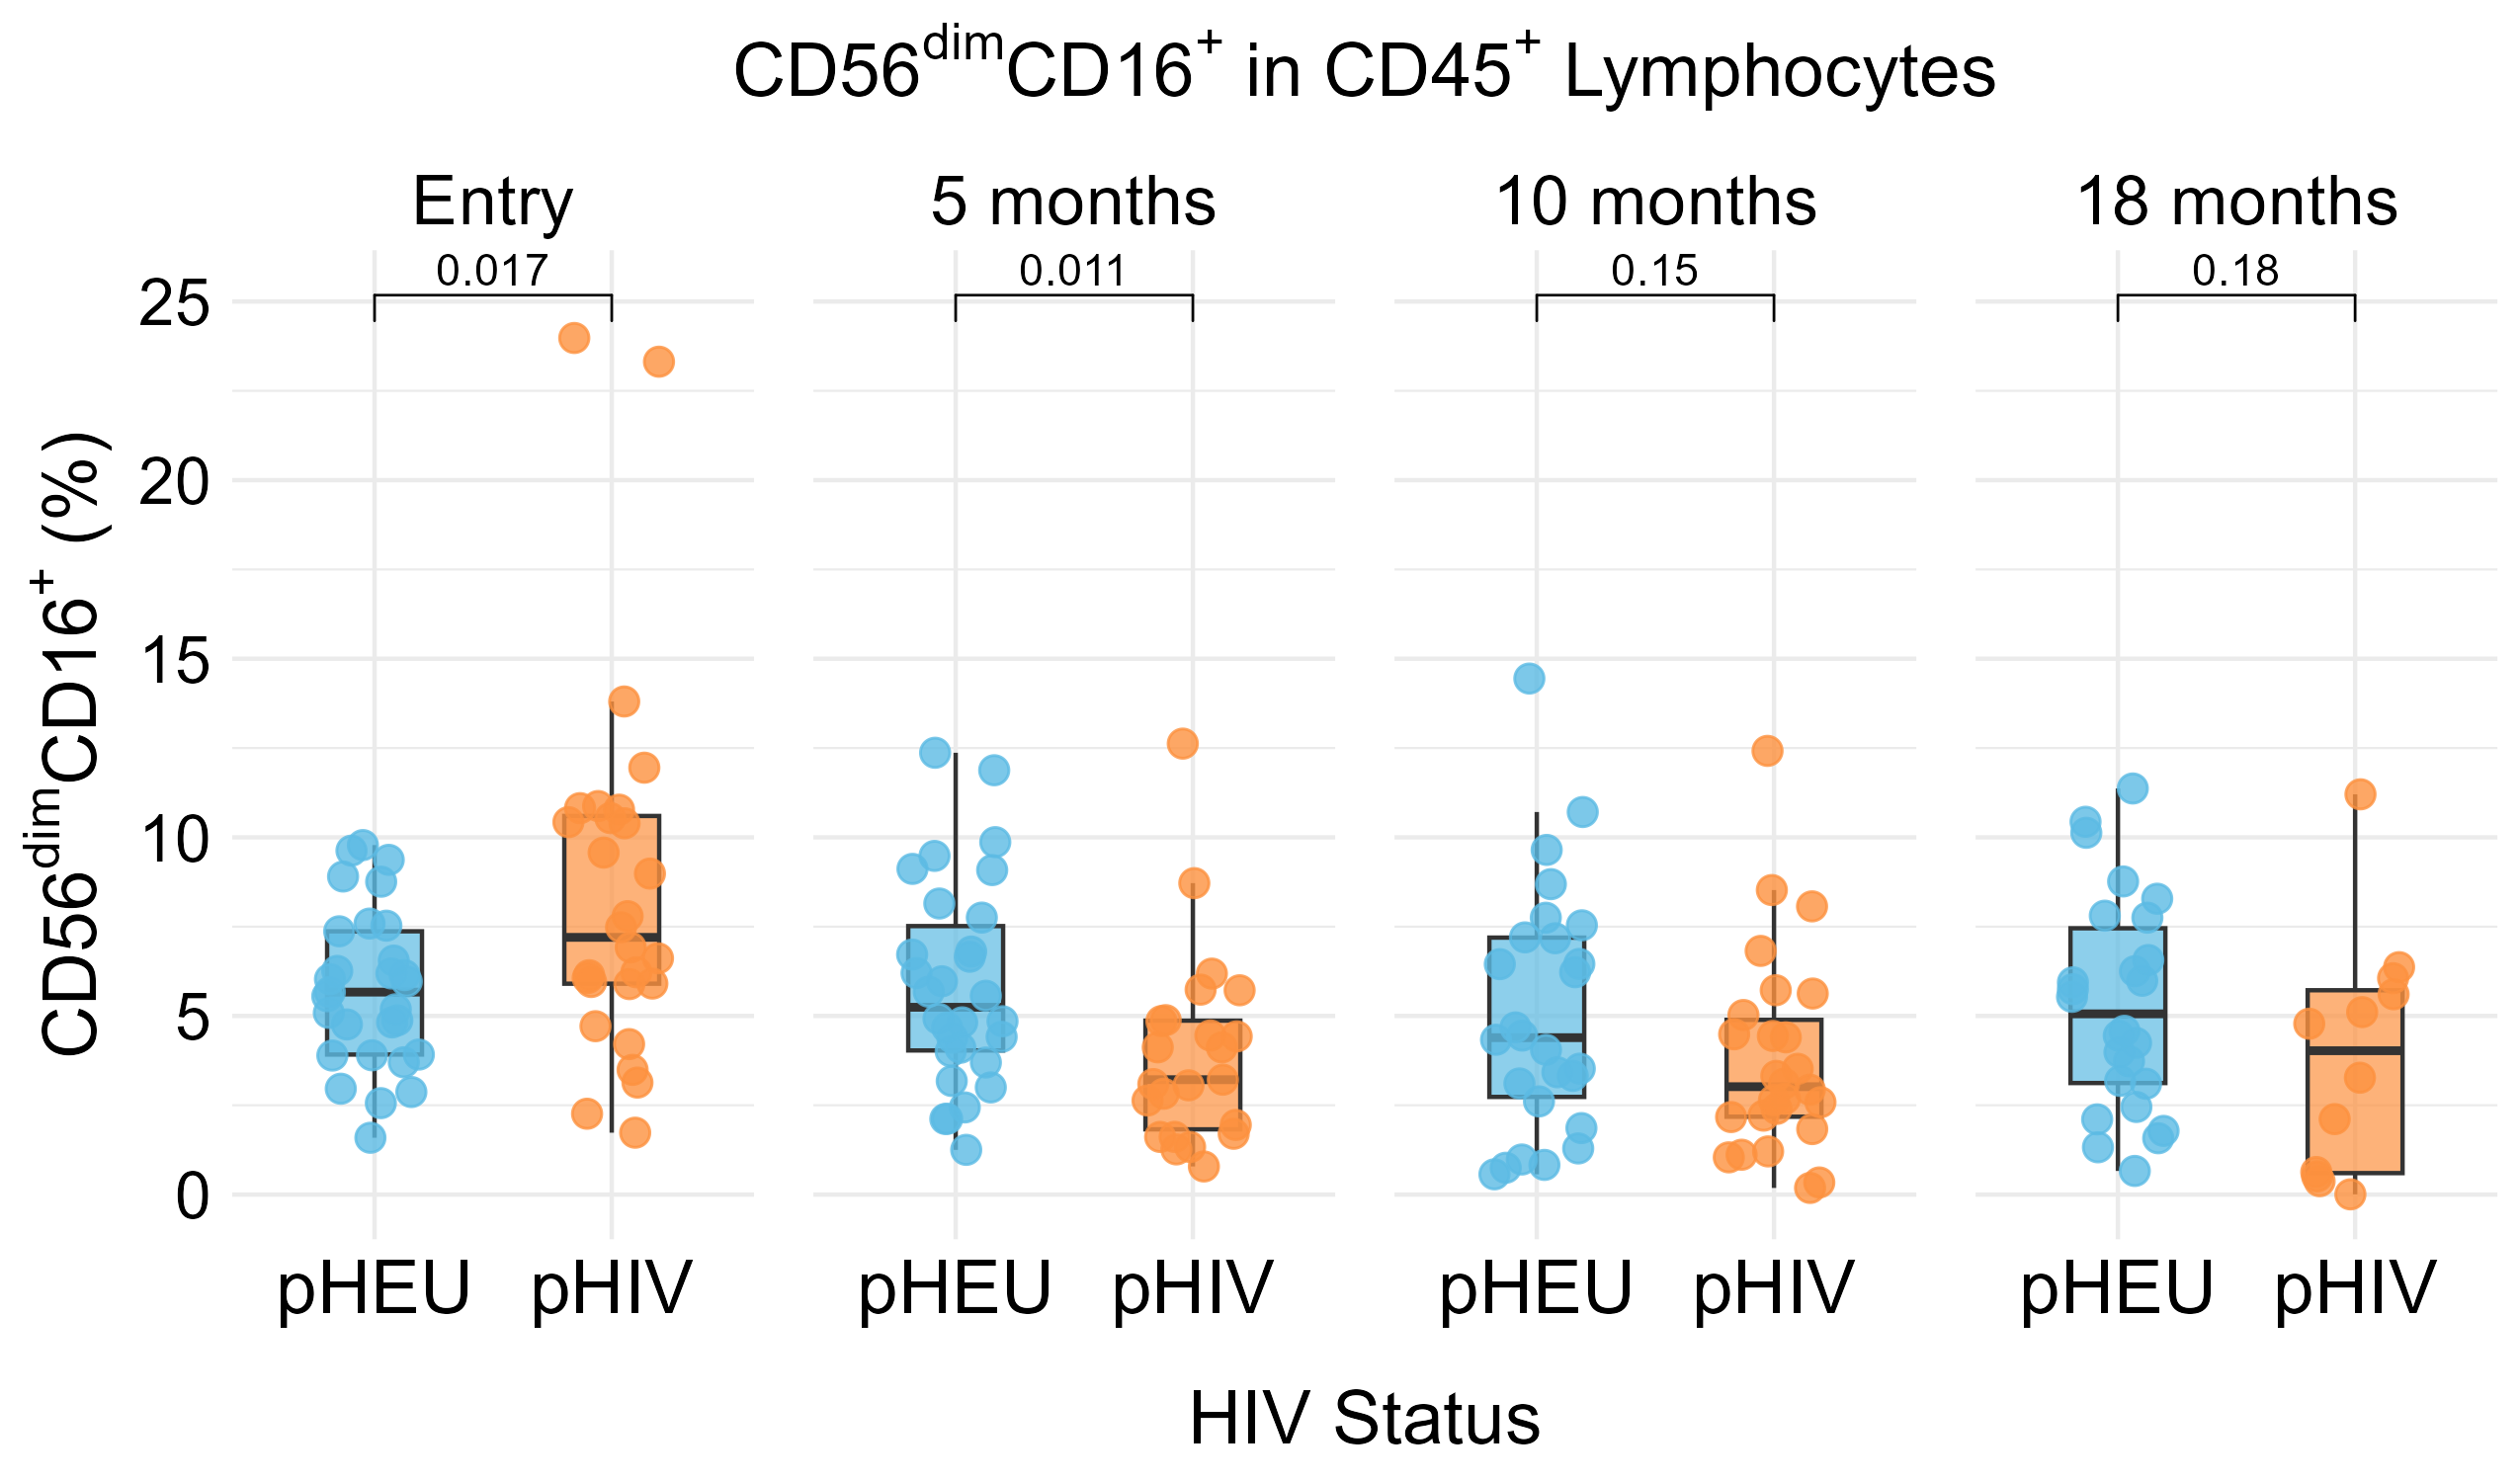 CD56dimCD16+ in CD45+ Lymphocytes
Entry 5 months 10 months 18 months
0.017 0.011 0.15 0.18
25
20
15
10
5
0
CD56dimCD16+ (%)
pHEU pHIV pHEU pHIV pHEU pHIV pHEU pHIV
HIV Status